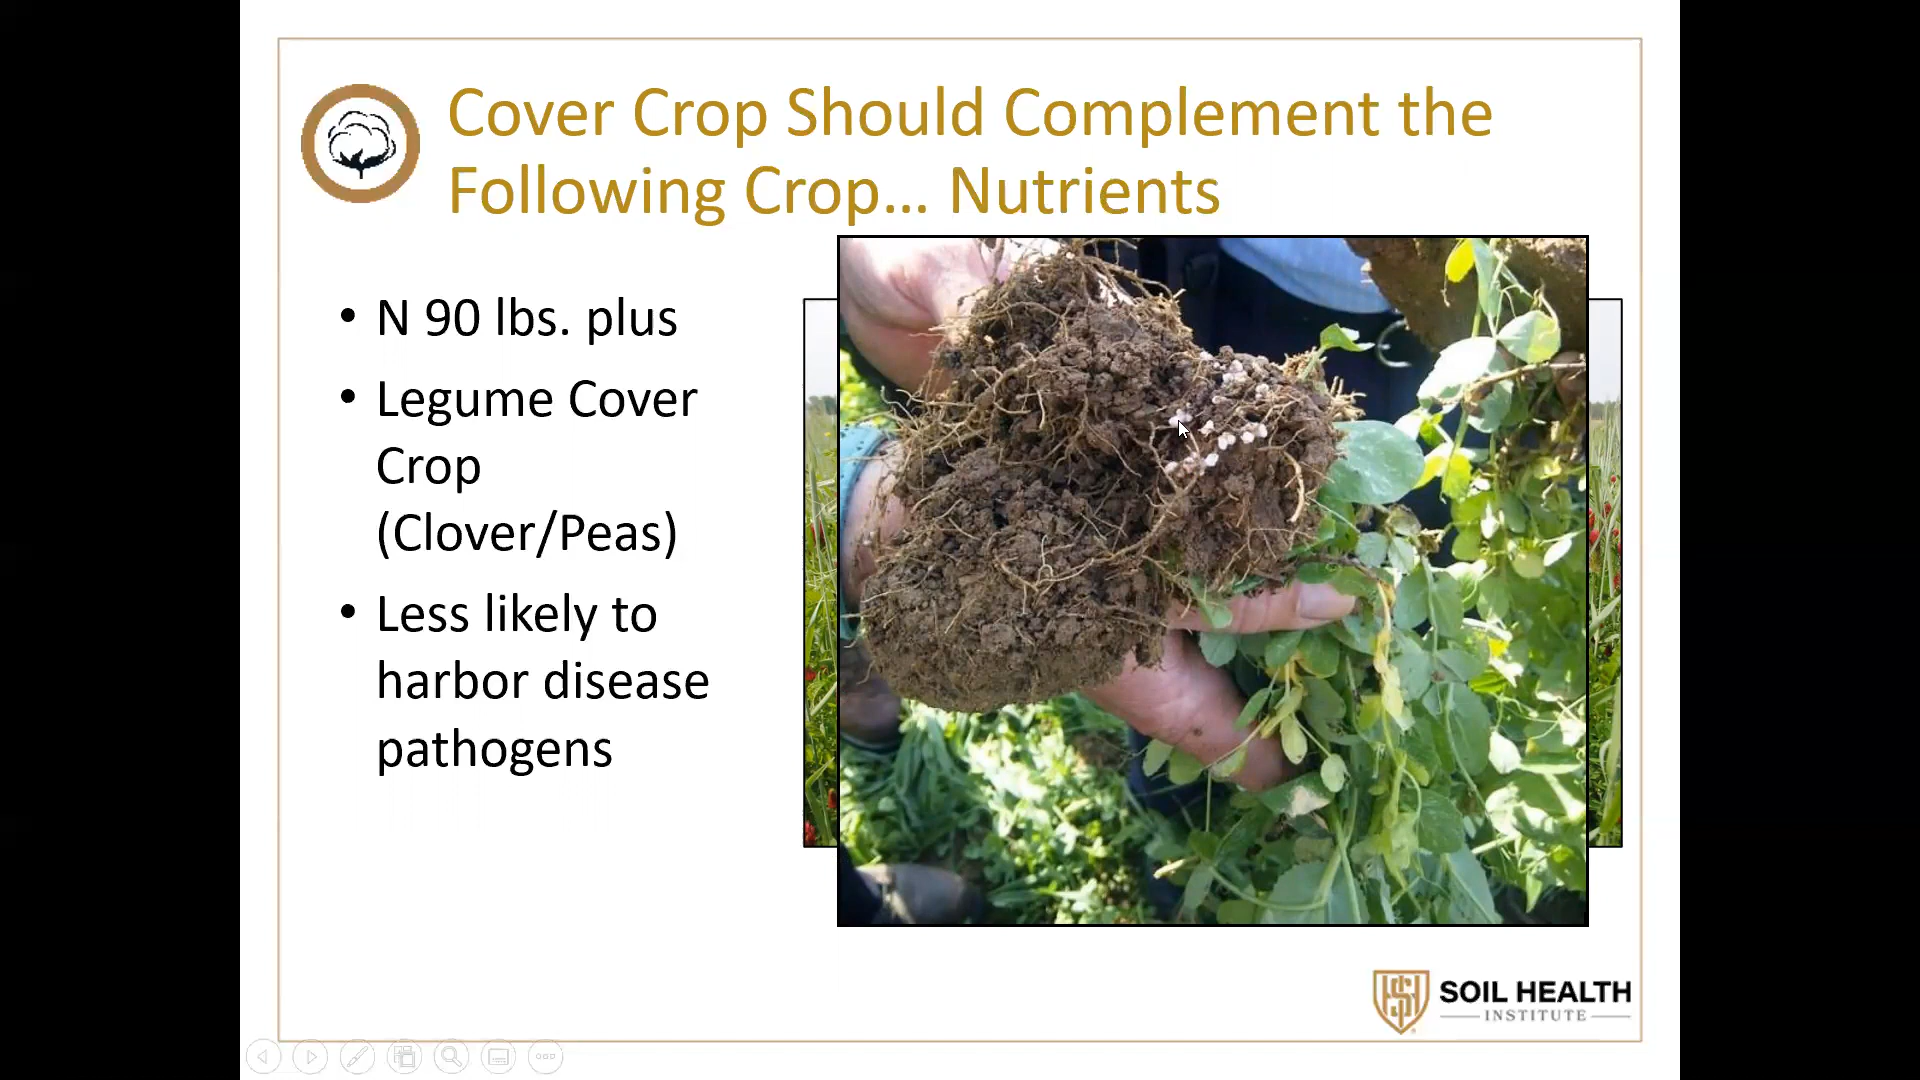 Cover Crop Should Complement the
Following Crop... Nutrients
• N 90 lbs. plus
• Legume Cover
Crop
(Clover/Peas)
• Less likely to
harbor disease
pathogens
SOIL HEALTH
INSTITUTE